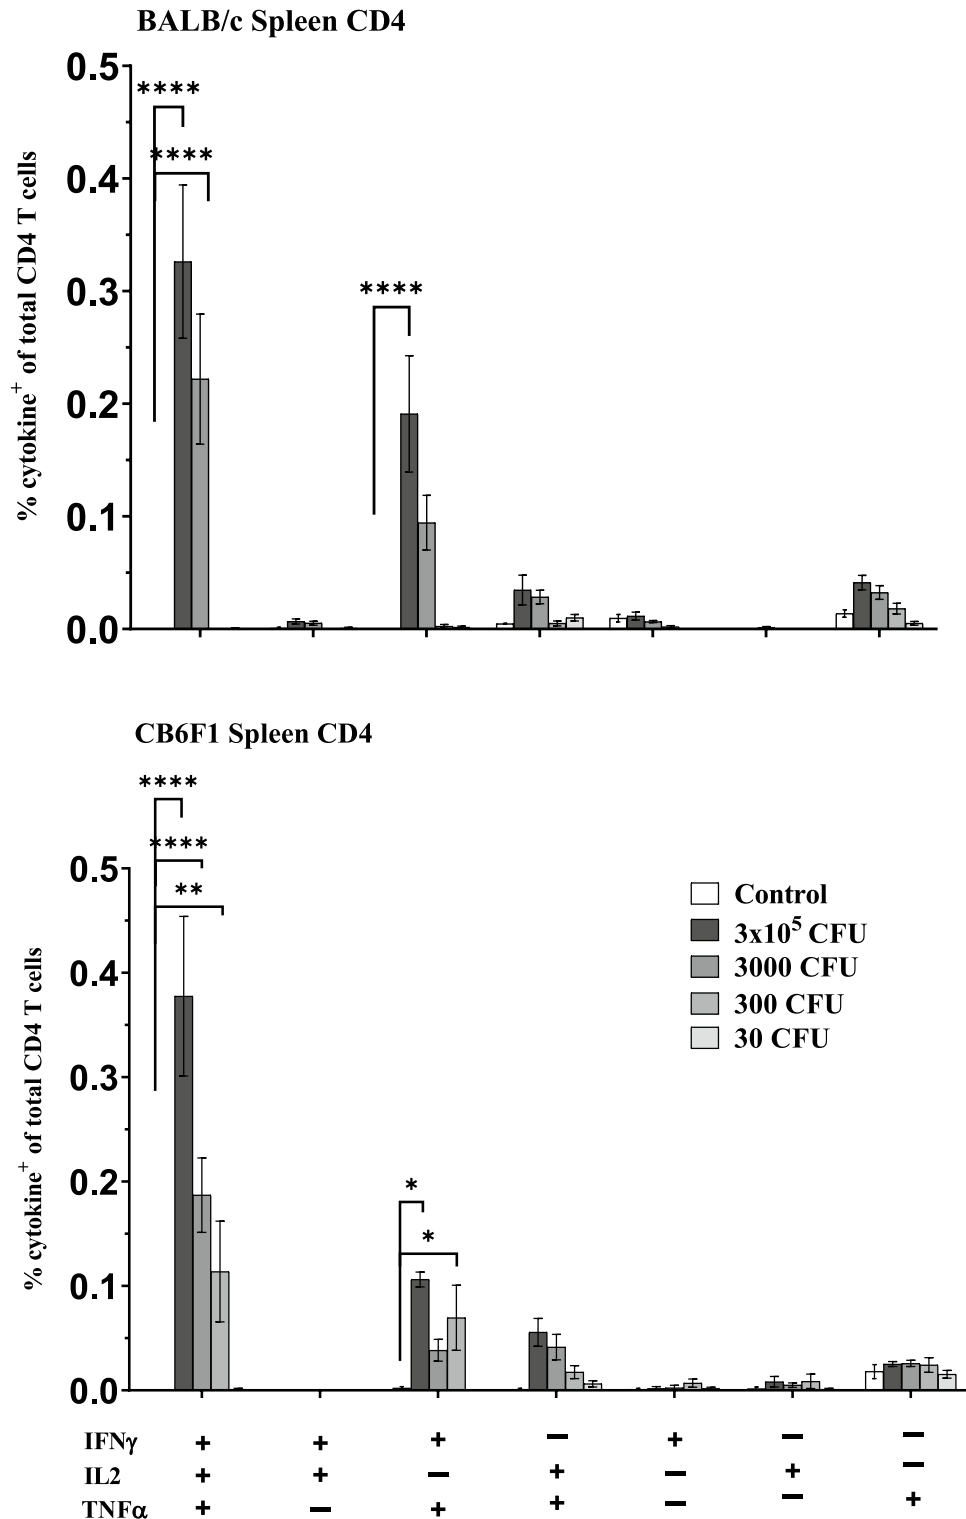 BALB/c Spleen CD4
% cytokine⁺ of total CD4 T cells
0.5
0.4
0.3
0.2
0.1
0.0
****
****
****
CB6F1 Spleen CD4
% cytokine⁺ of total CD4 T cells
0.5
0.4
0.3
0.2
0.1
0.0
****
****
**
*
*
Control
3x10⁵ CFU
3000 CFU
300 CFU
30 CFU
IFNγ + + + − + − −
IL2 + + − + − + −
TNFα + − + + − − +